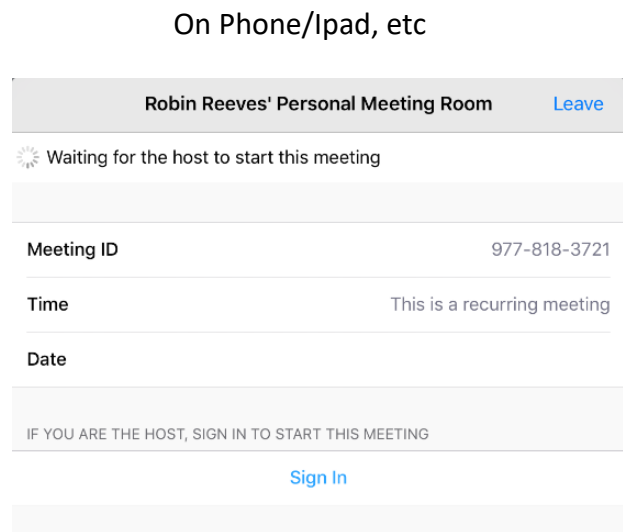 On Phone/Ipad, etc
Robin Reeves' Personal Meeting Room Leave
Waiting for the host to start this meeting
Meeting ID 977-818-3721
Time This is a recurring meeting
Date
IF YOU ARE THE HOST, SIGN IN TO START THIS MEETING
Sign In